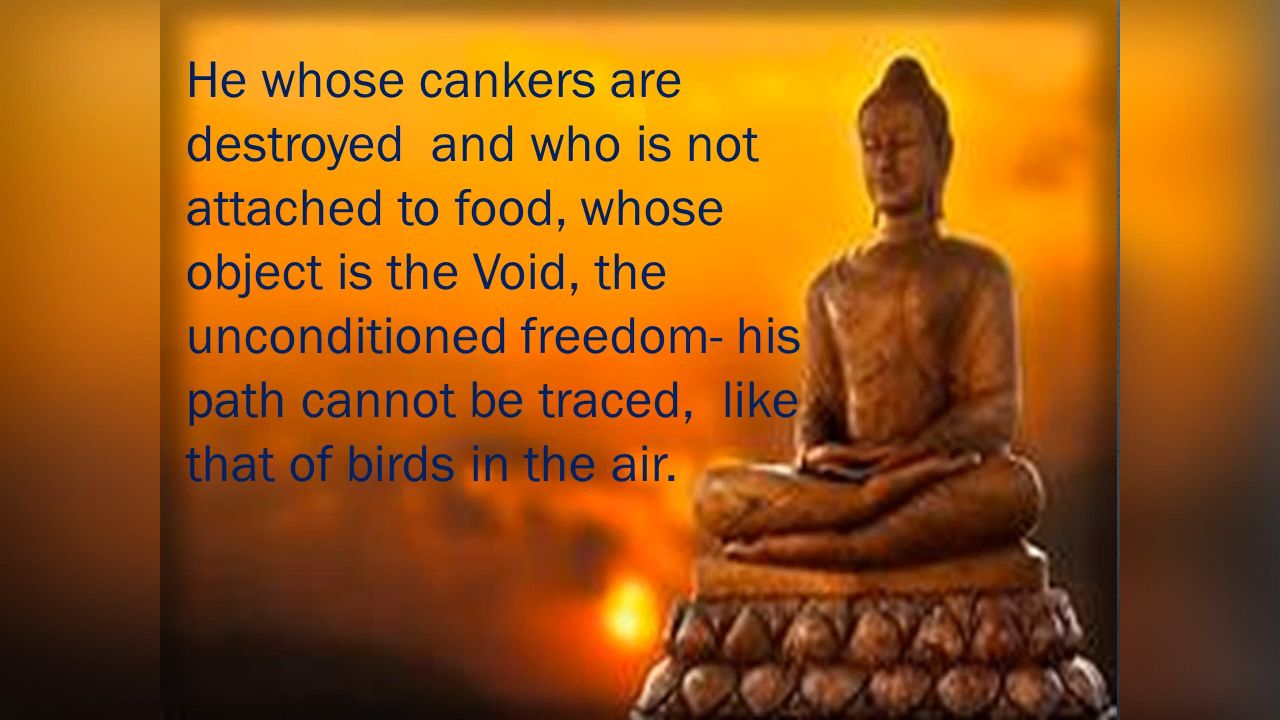 He whose cankers are
destroyed  and who is not
attached to food, whose
object is the Void, the
unconditioned freedom- his
path cannot be traced,  like
that of birds in the air.